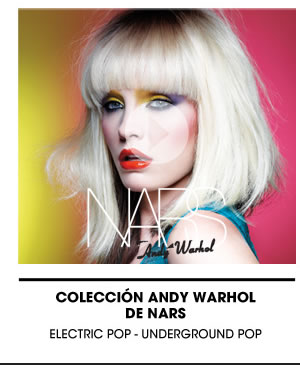 NARS
Andy Warhol
COLECCIÓN ANDY WARHOL
DE NARS
ELECTRIC POP - UNDERGROUND POP